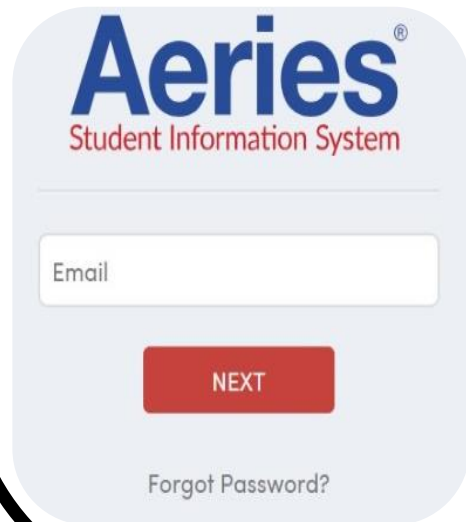 Aeries®
Student Information System
Email
NEXT
Forgot Password?